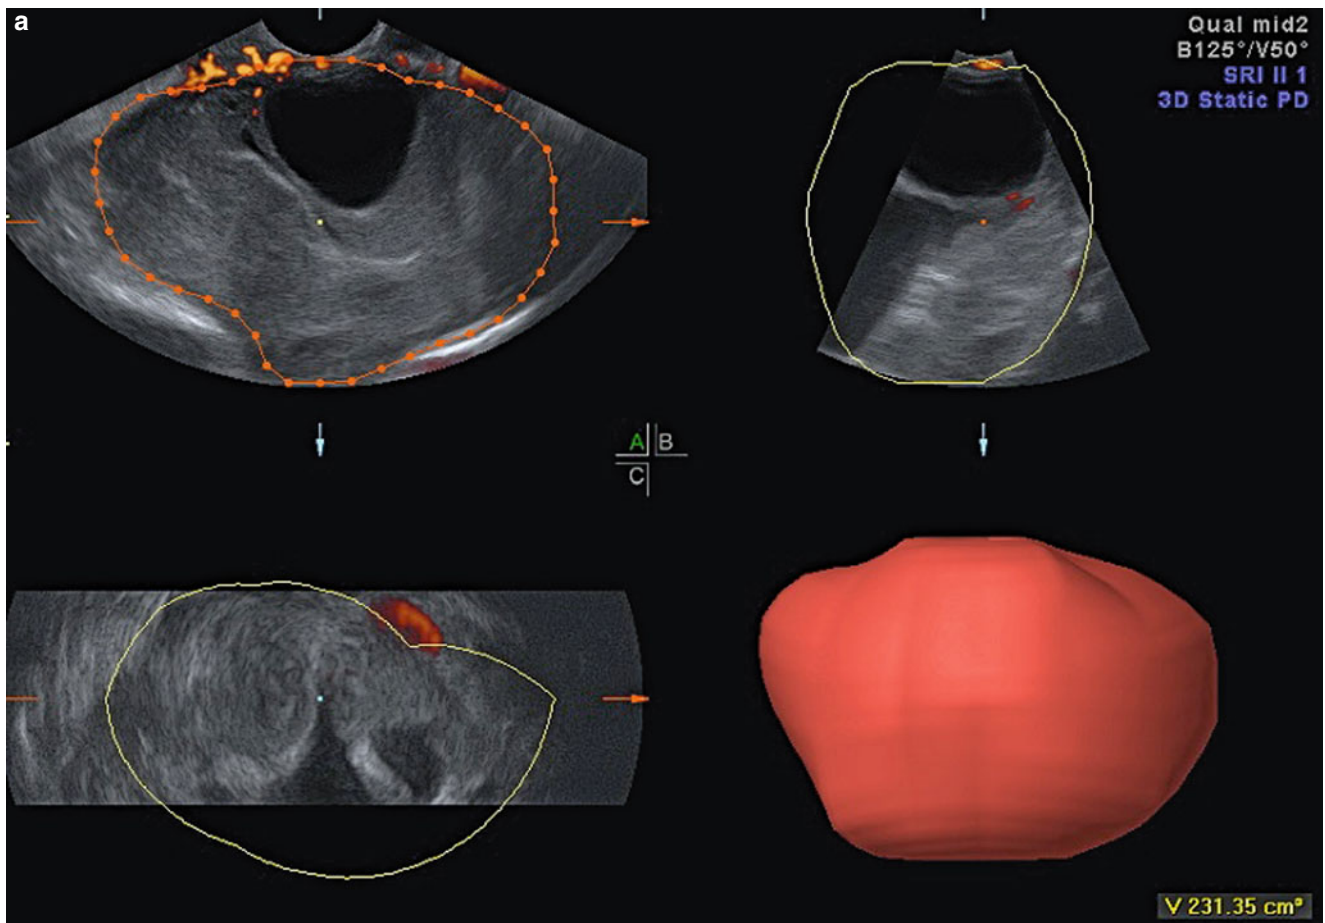 a
Qual mid2
B125°/V50°
SRI II 1
3D Static PD
A B
C
V 231.35 cm³